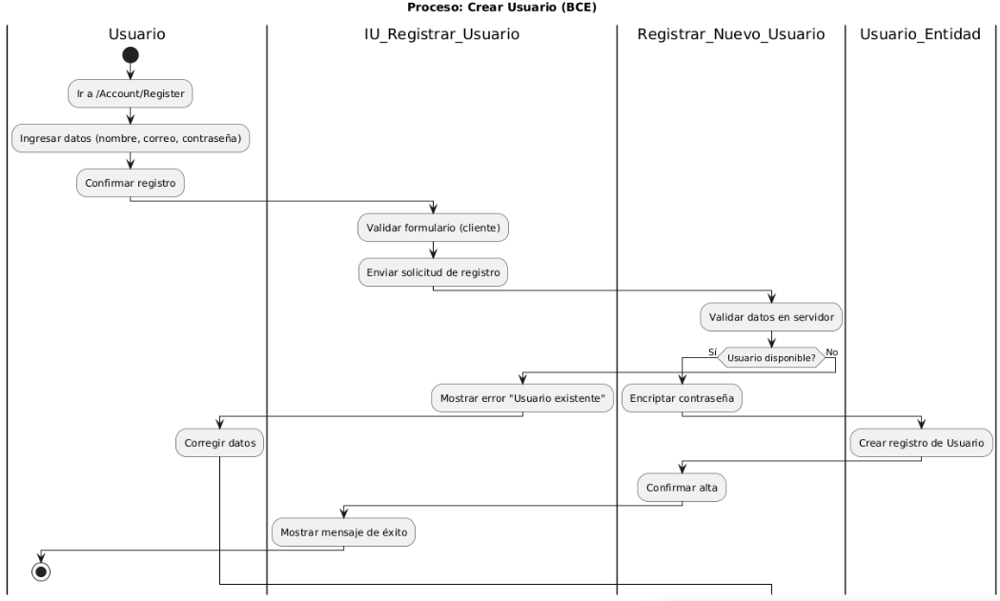 Proceso: Crear Usuario (BCE)
Usuario
IU_Registrar_Usuario
Registrar_Nuevo_Usuario
Usuario_Entidad
Ir a /Account/Register
Ingresar datos (nombre, correo, contraseña)
Confirmar registro
Validar formulario (cliente)
Enviar solicitud de registro
Validar datos en servidor
Sí
Usuario disponible?
No
Mostrar error "Usuario existente"
Encriptar contraseña
Corregir datos
Crear registro de Usuario
Confirmar alta
Mostrar mensaje de éxito